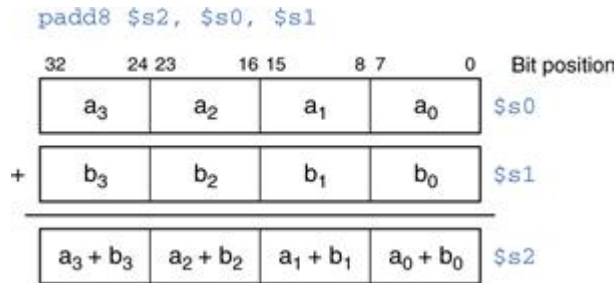 padd8 $s2, $s0, $s1
32 24 23 16 15 8 7 0 Bit position
a3 a2 a1 a0 $s0
+ b3 b2 b1 b0 $s1
a3 + b3 a2 + b2 a1 + b1 a0 + b0 $s2